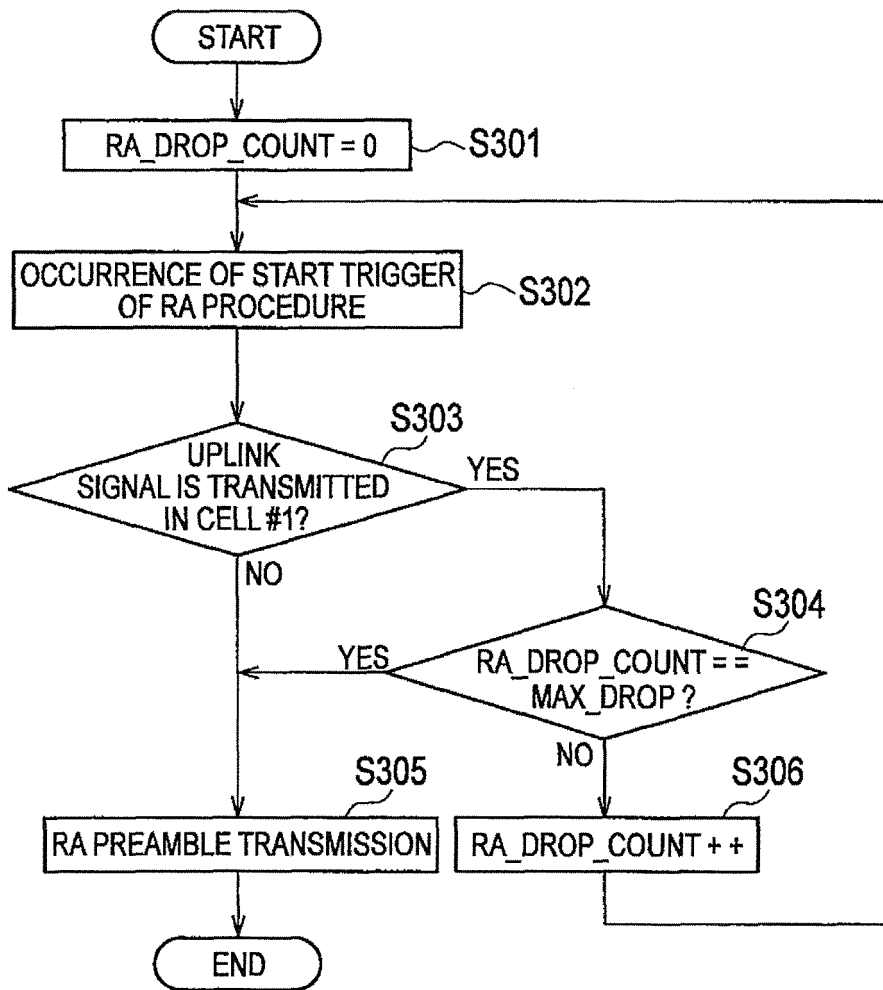 START
RA_DROP_COUNT = 0
S301
OCCURRENCE OF START TRIGGER
OF RA PROCEDURE
S302
S303
UPLINK
SIGNAL IS TRANSMITTED
IN CELL #1?
YES
NO
S304
YES
RA_DROP_COUNT = =
MAX_DROP ?
NO
S305
RA PREAMBLE TRANSMISSION
S306
RA_DROP_COUNT + +
END